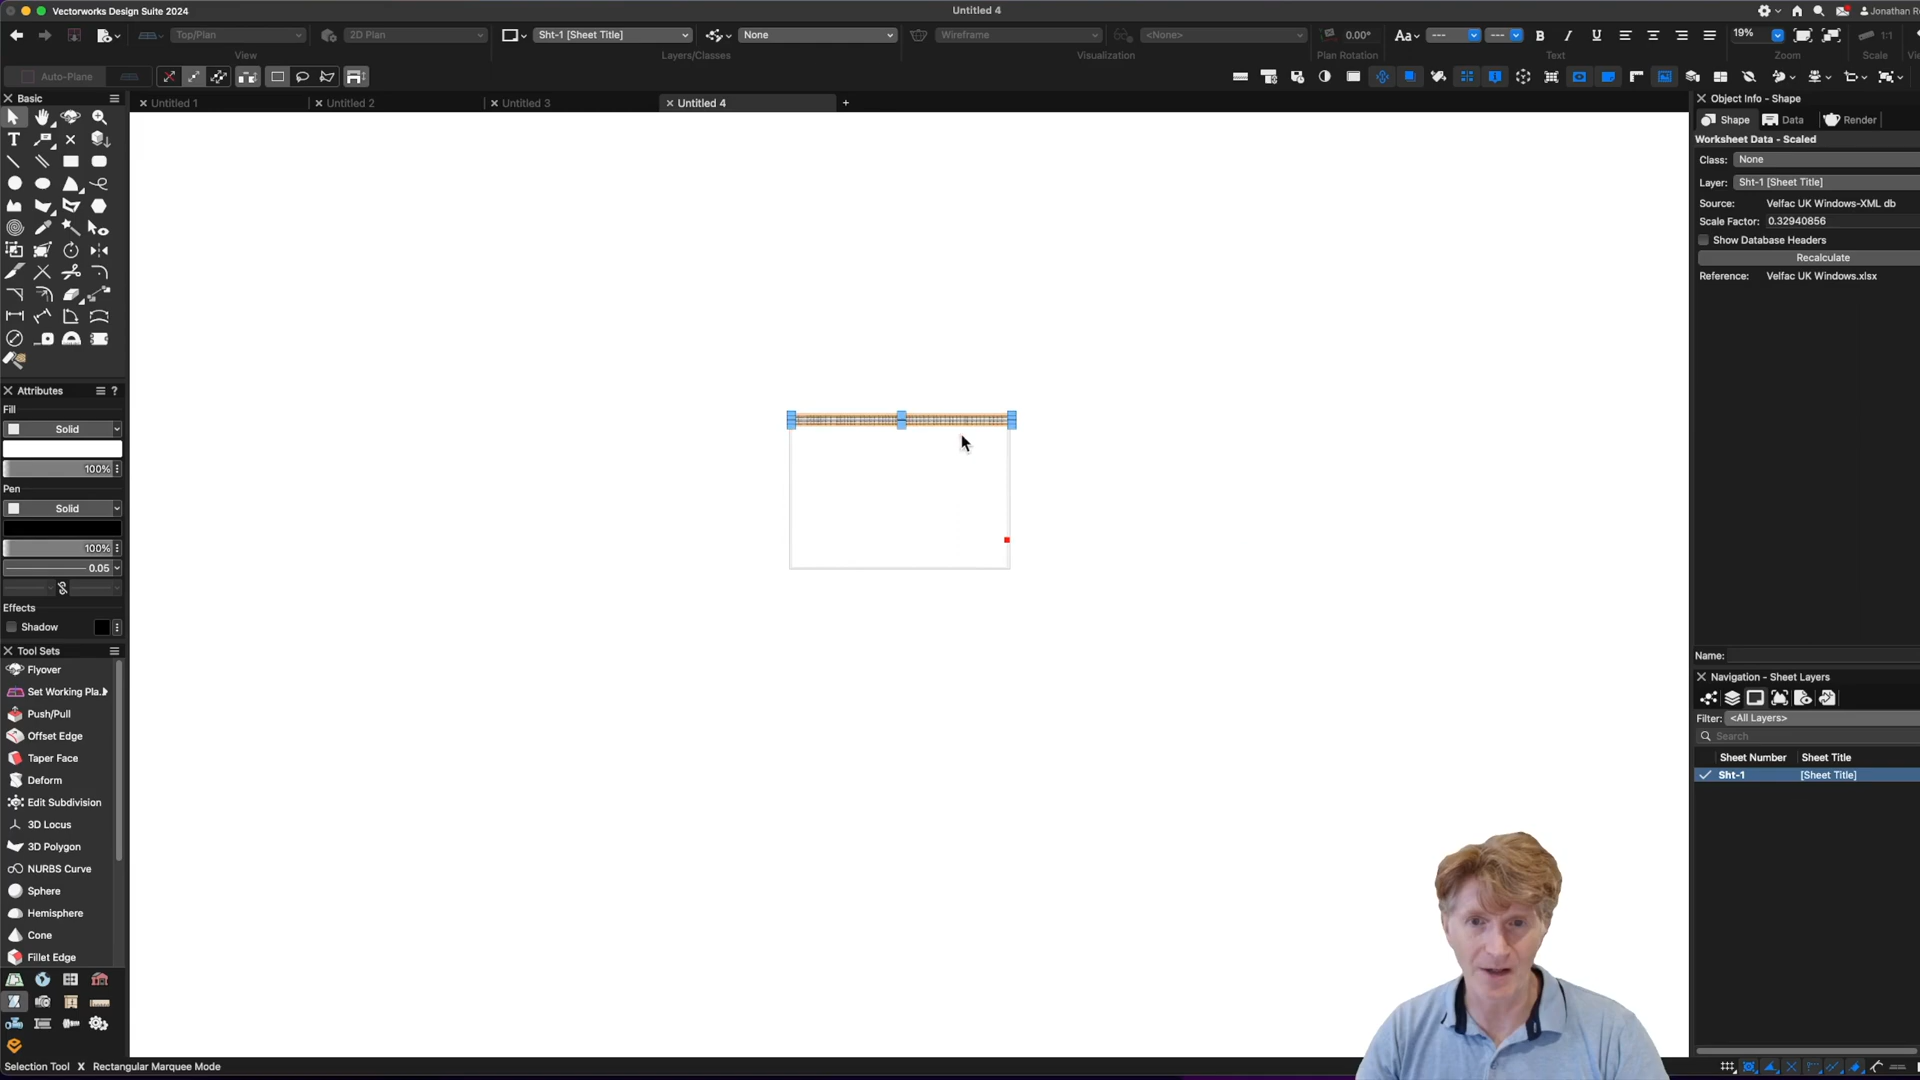 Vectorworks Design Suite 2024
Untitled 4
Top/Plan
2D Plan
Sht-1 [Sheet Title]
None
Wireframe
<None>
0.00°
Aa
---
---
B
I
U
19%
1:1
View
Layers/Classes
Visualization
Plan Rotation
Text
Zoom
Scale
Auto-Plane
Basic
Untitled 1
Untitled 2
Untitled 3
Untitled 4
+
Attributes
?
Fill
Solid
100%
Pen
Solid
100%
0.05
Effects
Shadow
Tool Sets
Flyover
Set Working Pla..
Push/Pull
Offset Edge
Taper Face
Deform
Edit Subdivision
3D Locus
3D Polygon
NURBS Curve
Sphere
Hemisphere
Cone
Fillet Edge
Selection Tool X Rectangular Marquee Mode
Object Info - Shape
Shape
Data
Render
Worksheet Data - Scaled
Class: None
Layer: Sht-1 [Sheet Title]
Source: Velfac UK Windows-XML db
Scale Factor: 0.32940856
Show Database Headers
Recalculate
Reference: Velfac UK Windows.xlsx
Name:
Navigation - Sheet Layers
Filter: <All Layers>
Search
Sheet Number Sheet Title
Sht-1 [Sheet Title]